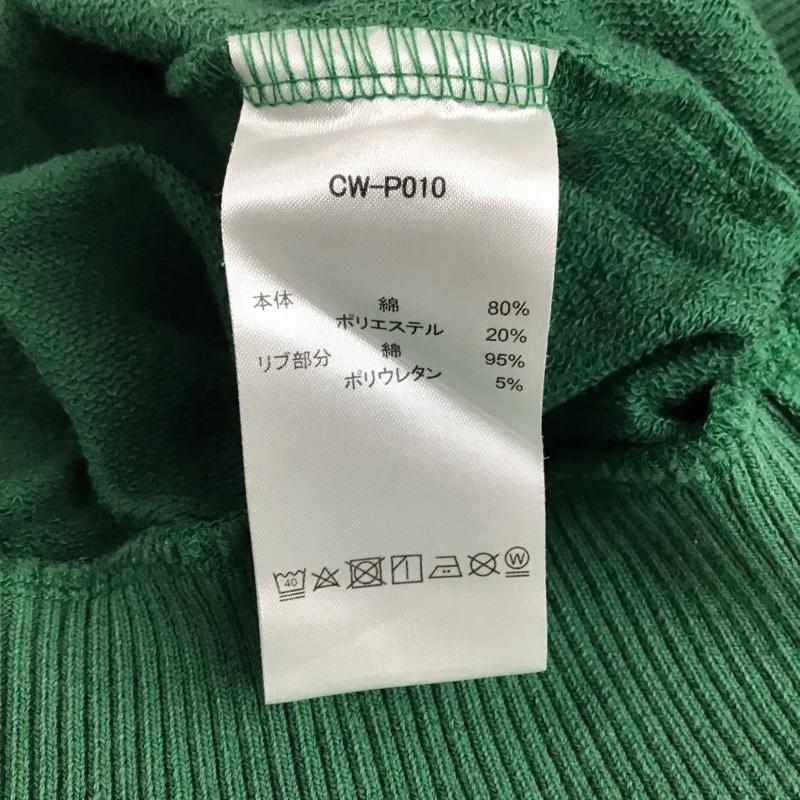 CW-P010
本体 綿 80%
ポリエステル 20%
リブ部分 綿 95%
ポリウレタン 5%
40 W